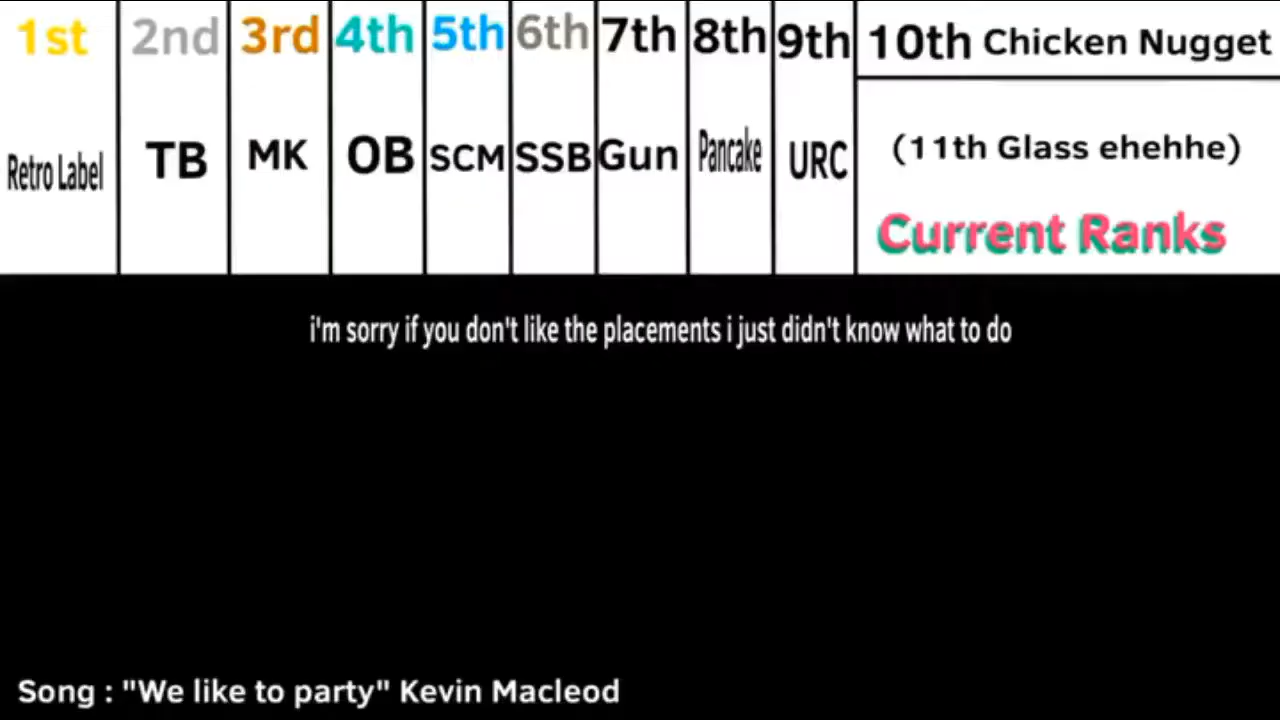 1st 2nd 3rd 4th 5th 6th 7th 8th 9th 10th Chicken Nugget
Retro Label TB MK OB SCM SSB Gun Pancake URC (11th Glass ehehhe)
Current Ranks
i'm sorry if you don't like the placements i just didn't know what to do
Song : "We like to party" Kevin Macleod